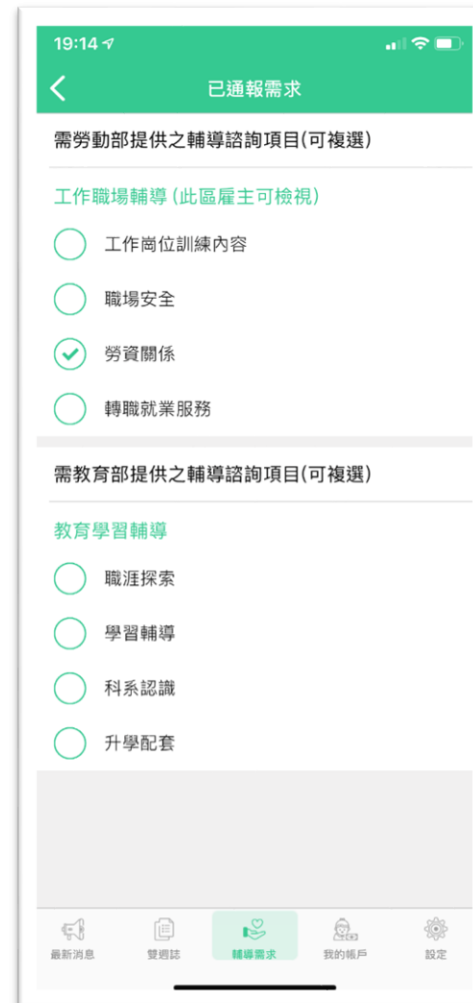 19:14
已通報需求
需勞動部提供之輔導諮詢項目(可複選)
工作職場輔導 (此區雇主可檢視)
工作崗位訓練內容
職場安全
勞資關係
轉職就業服務
需教育部提供之輔導諮詢項目(可複選)
教育學習輔導
職涯探索
學習輔導
科系認識
升學配套
最新消息 雙週誌 輔導需求 我的帳戶 設定